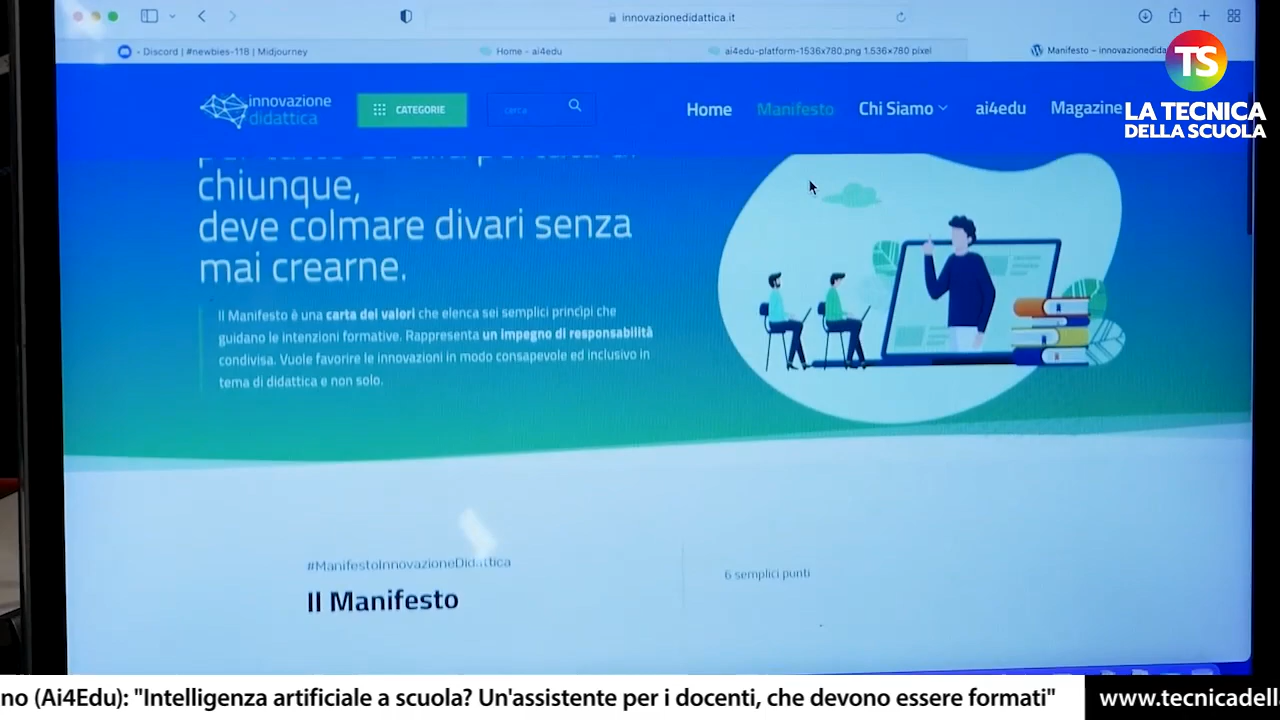 innovazionedidattica.it
- Discord | #newbies-118 | Midjourney
Home - ai4edu
ai4edu-platform-1536x780.png 1.536×780 pixel
Manifesto – innovazionedida
TS
LA TECNICA
DELLA SCUOLA
innovazione
didattica
CATEGORIE
cerca
Home
Manifesto
Chi Siamo
ai4edu
Magazine
chiunque,
deve colmare divari senza
mai crearne.
Il Manifesto è una carta dei valori che elenca sei semplici principi che
guidano le intenzioni formative. Rappresenta un impegno di responsabilità
condivisa. Vuole favorire le innovazioni in modo consapevole ed inclusivo in
tema di didattica e non solo.
#ManifestoInnovazioneDidattica
Il Manifesto
6 semplici punti
no (Ai4Edu): "Intelligenza artificiale a scuola? Un'assistente per i docenti, che devono essere formati"
www.tecnicadell